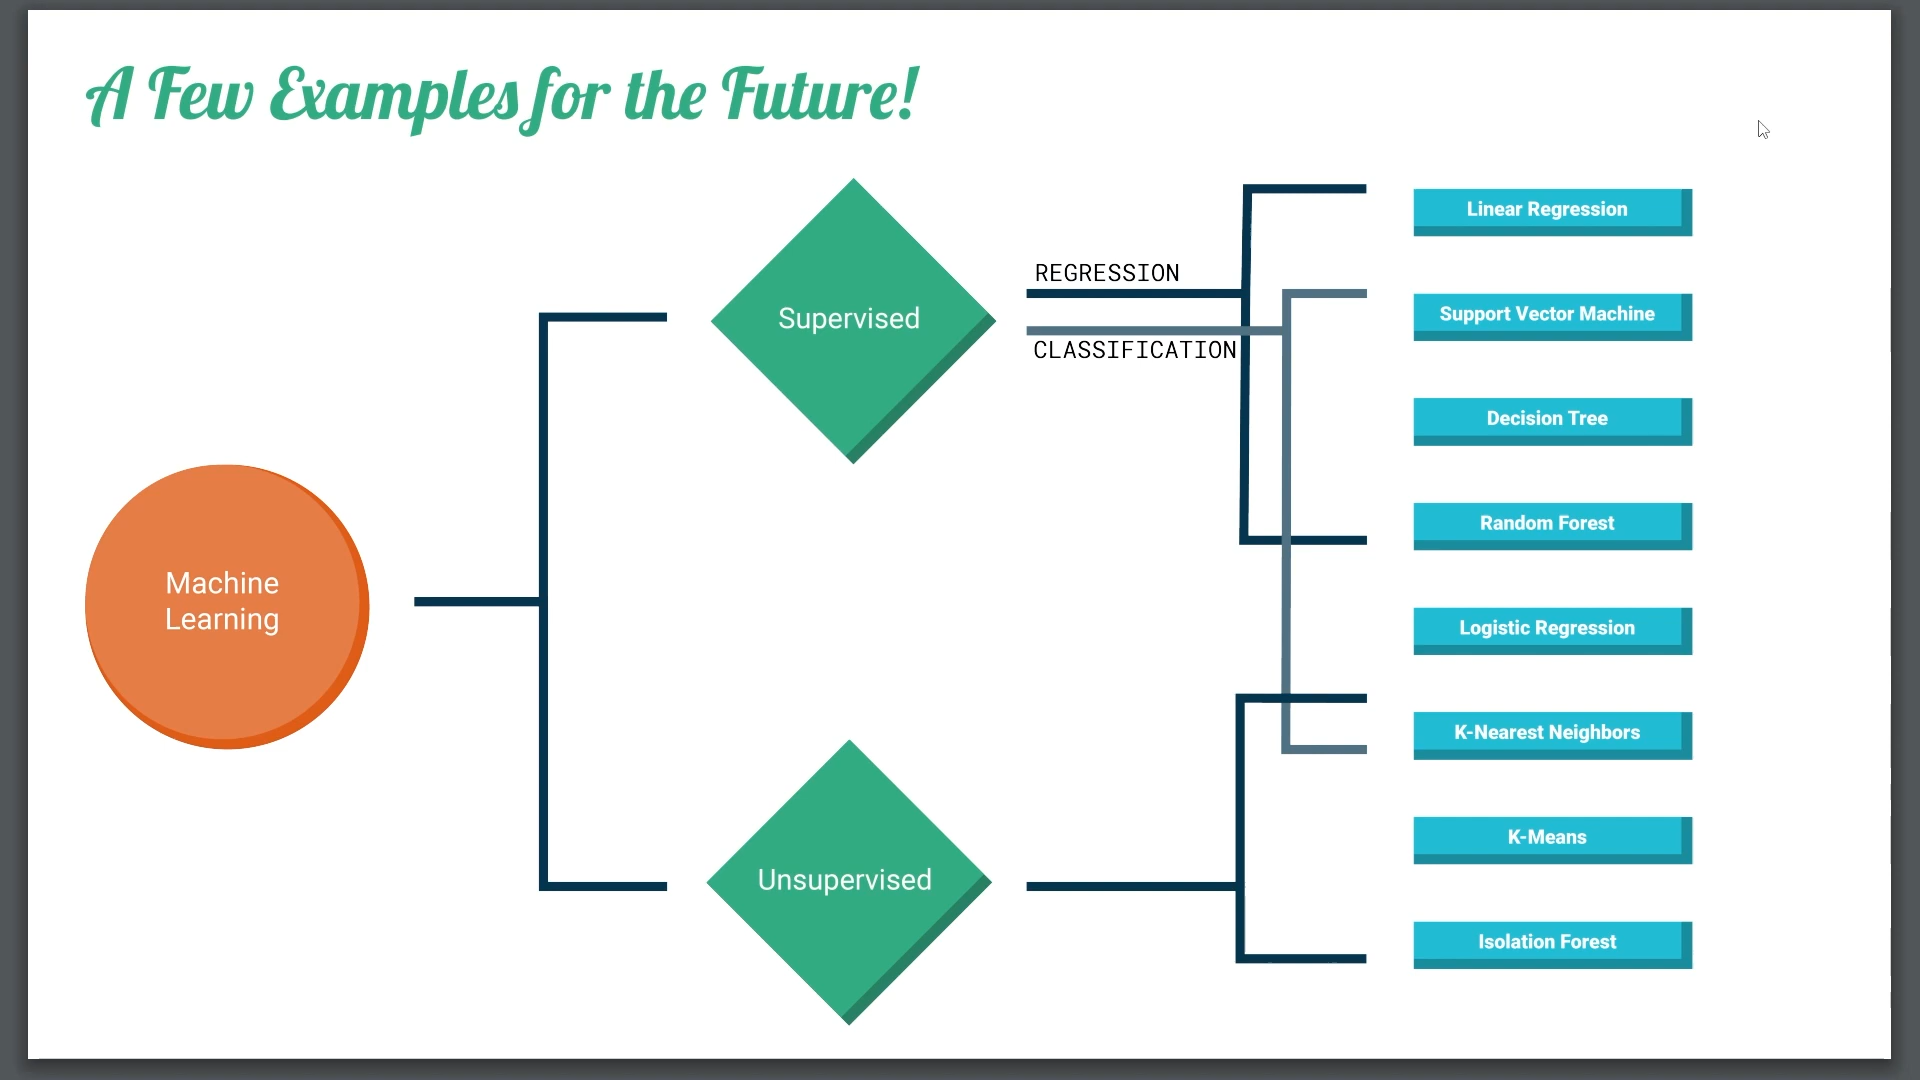 A Few Examples for the Future!
Machine
Learning
Supervised
Unsupervised
REGRESSION
CLASSIFICATION
Linear Regression
Support Vector Machine
Decision Tree
Random Forest
Logistic Regression
K-Nearest Neighbors
K-Means
Isolation Forest